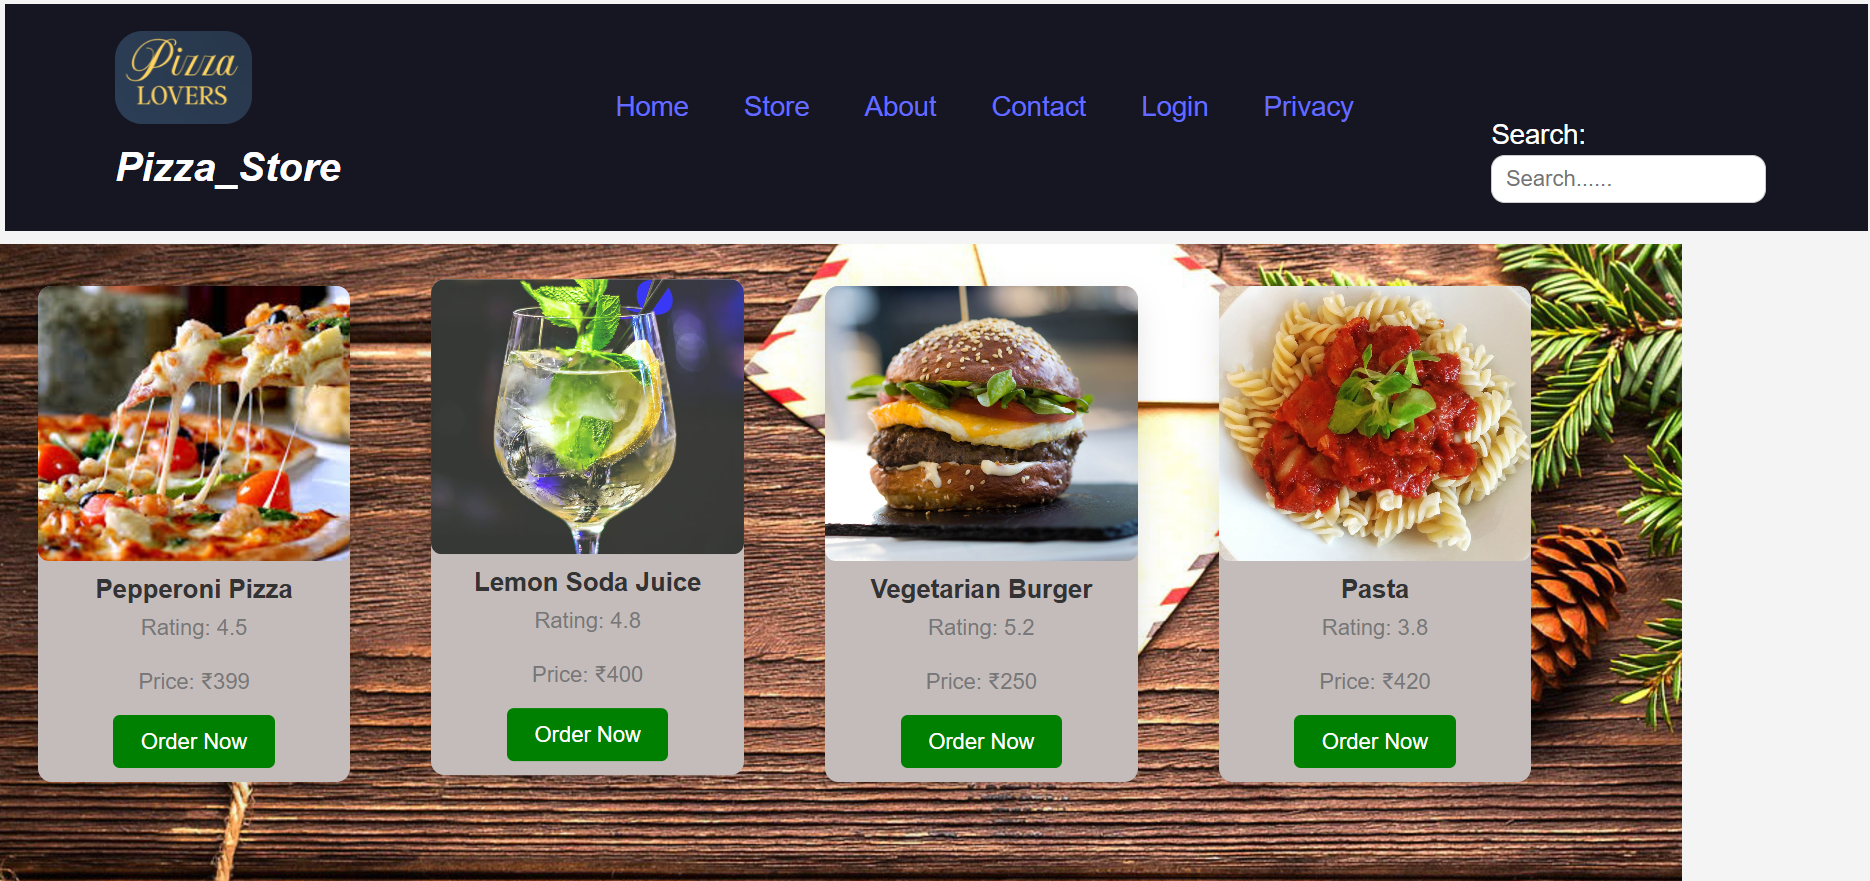 Pizza
LOVERS
Pizza_Store
Home Store About Contact Login Privacy
Search:
Search......
Pepperoni Pizza
Rating: 4.5
Price: ₹399
Order Now
Lemon Soda Juice
Rating: 4.8
Price: ₹400
Order Now
Vegetarian Burger
Rating: 5.2
Price: ₹250
Order Now
Pasta
Rating: 3.8
Price: ₹420
Order Now